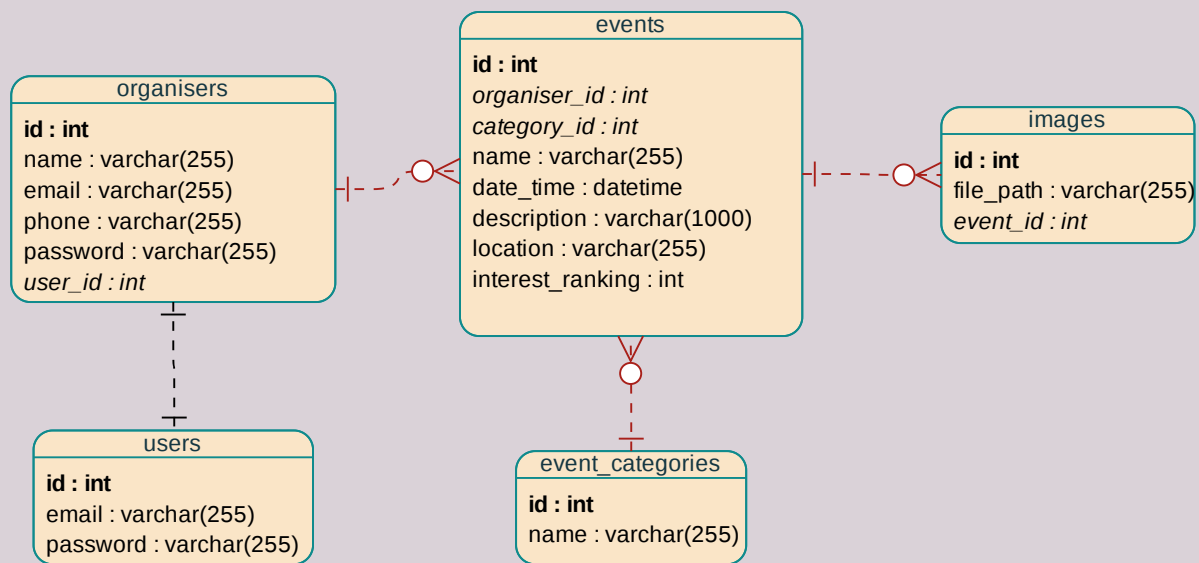 organisers
id : int
name : varchar(255)
email : varchar(255)
phone : varchar(255)
password : varchar(255)
user_id : int
events
id : int
organiser_id : int
category_id : int
name : varchar(255)
date_time : datetime
description : varchar(1000)
location : varchar(255)
interest_ranking : int
images
id : int
file_path : varchar(255)
event_id : int
users
id : int
email : varchar(255)
password : varchar(255)
event_categories
id : int
name : varchar(255)